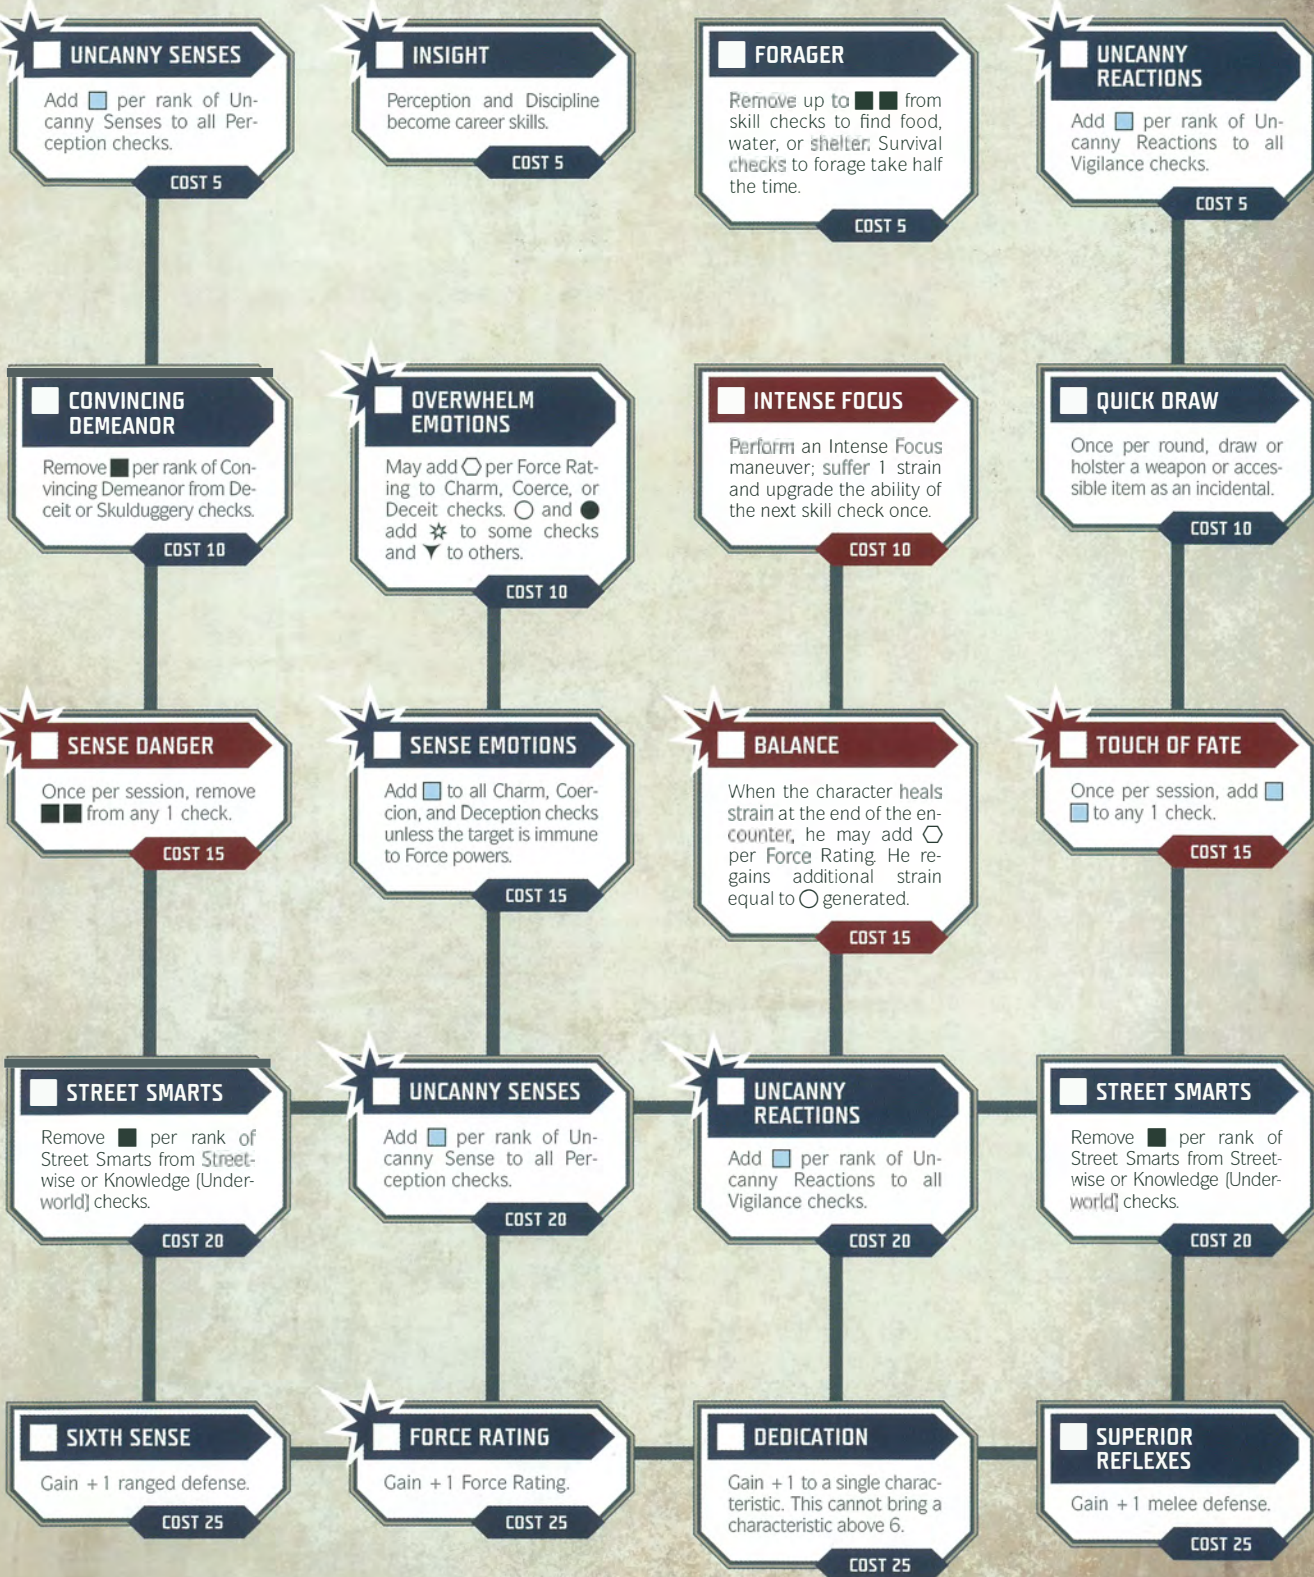 UNCANNY SENSES
Add per rank of Un-
canny Senses to all Per-
ception checks.
COST 5
INSIGHT
Perception and Discipline
become career skills.
COST 5
FORAGER
Remove up to from
skill checks to find food,
water, or shelter. Survival
checks to forage take half
the time.
COST 5
UNCANNY
REACTIONS
Add per rank of Un-
canny Reactions to all
Vigilance checks.
COST 5
CONVINCING
DEMEANOR
Remove per rank of Con-
vincing Demeanor from De-
ceit or Skulduggery checks.
COST 10
OVERWHELM
EMOTIONS
May add per Force Rat-
ing to Charm, Coerce, or
Deceit checks. and
add to some checks
and to others.
COST 10
INTENSE FOCUS
Perform an Intense Focus
maneuver; suffer 1 strain
and upgrade the ability of
the next skill check once.
COST 10
QUICK DRAW
Once per round, draw or
holster a weapon or acces-
sible item as an incidental.
COST 10
SENSE DANGER
Once per session, remove
from any 1 check.
COST 15
SENSE EMOTIONS
Add to all Charm, Coer-
cion, and Deception checks
unless the target is immune
to Force powers.
COST 15
BALANCE
When the character heals
strain at the end of the en-
counter, he may add
per Force Rating. He re-
gains additional strain
equal to generated.
COST 15
TOUCH OF FATE
Once per session, add
to any 1 check.
COST 15
STREET SMARTS
Remove per rank of
Street Smarts from Street-
wise or Knowledge (Under-
world) checks.
COST 20
UNCANNY SENSES
Add per rank of Un-
canny Sense to all Per-
ception checks.
COST 20
UNCANNY
REACTIONS
Add per rank of Un-
canny Reactions to all
Vigilance checks.
COST 20
STREET SMARTS
Remove per rank of
Street Smarts from Street-
wise or Knowledge (Under-
world) checks.
COST 20
SIXTH SENSE
Gain +1 ranged defense.
COST 25
FORCE RATING
Gain +1 Force Rating.
COST 25
DEDICATION
Gain +1 to a single charac-
teristic. This cannot bring a
characteristic above 6.
COST 25
SUPERIOR
REFLEXES
Gain +1 melee defense.
COST 25